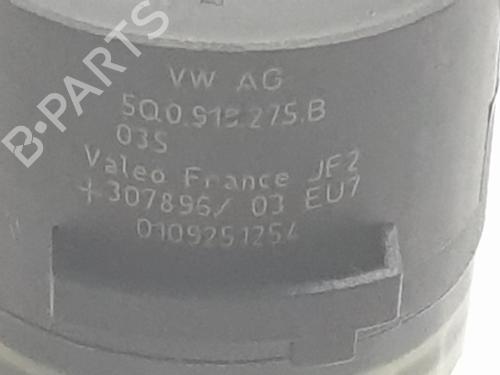 B-PARTS
VW AG
5Q0.919.275.B
03S
Valeo France JF2
+307896/ 03 EU7
0109251254